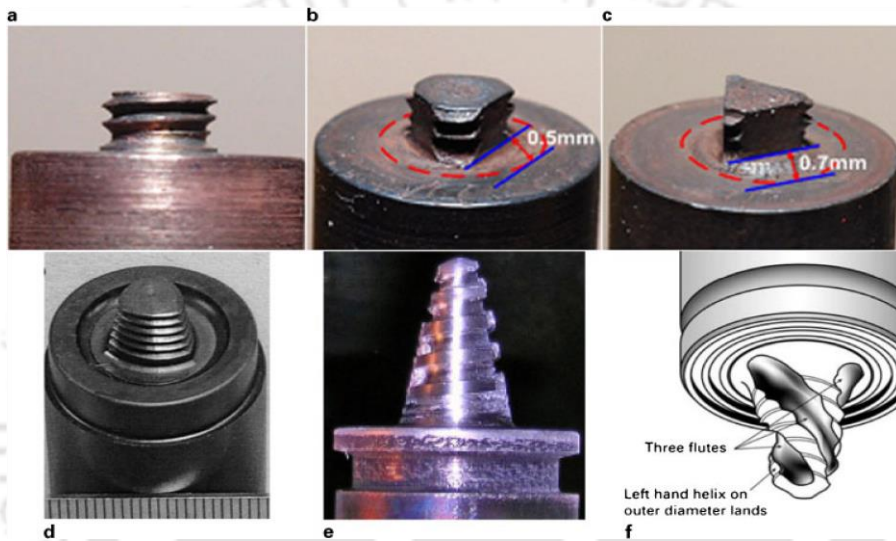 a
b
c
0.5mm
0.7mm
Three flutes
Left hand helix on
outer diameter lands
d
e
f